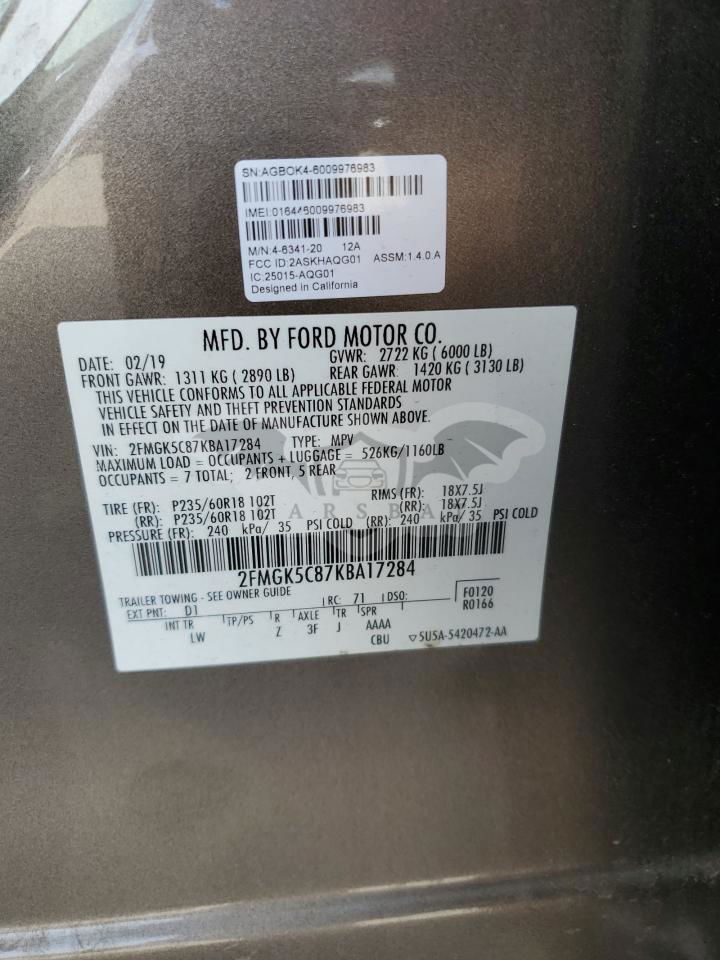 SN:AGBOK4-6009976983
IMEI:016446009976983
M/N:4-6341-20 12A
FCC ID:2ASKHAQG01 ASSM:1.4.0.A
IC:25015-AQG01
Designed in California
MFD. BY FORD MOTOR CO.
DATE: 02/19 GVWR: 2722 KG ( 6000 LB)
FRONT GAWR: 1311 KG ( 2890 LB) REAR GAWR: 1420 KG ( 3130 LB)
THIS VEHICLE CONFORMS TO ALL APPLICABLE FEDERAL MOTOR
VEHICLE SAFETY AND THEFT PREVENTION STANDARDS
IN EFFECT ON THE DATE OF MANUFACTURE SHOWN ABOVE.
VIN: 2FMGK5C87KBA17284 TYPE: MPV
MAXIMUM LOAD = OCCUPANTS + LUGGAGE = 526KG/1160LB
OCCUPANTS = 7 TOTAL; 2 FRONT, 5 REAR
TIRE (FR): P235/60R18 102T RIMS (FR): 18X7.5J
(RR): P235/60R18 102T (RR): 18X7.5J
PRESSURE (FR): 240 kPa/ 35 PSI COLD (RR): 240 kPa/ 35 PSI COLD
2FMGK5C87KBA17284
TRAILER TOWING - SEE OWNER GUIDE
EXT PNT: D1 RC: 71 DSO: F0120
R0166
INT TR TP/PS R AXLE TR SPR
LW Z 3F J AAAA
CBU ▽5U5A-5420472-AA